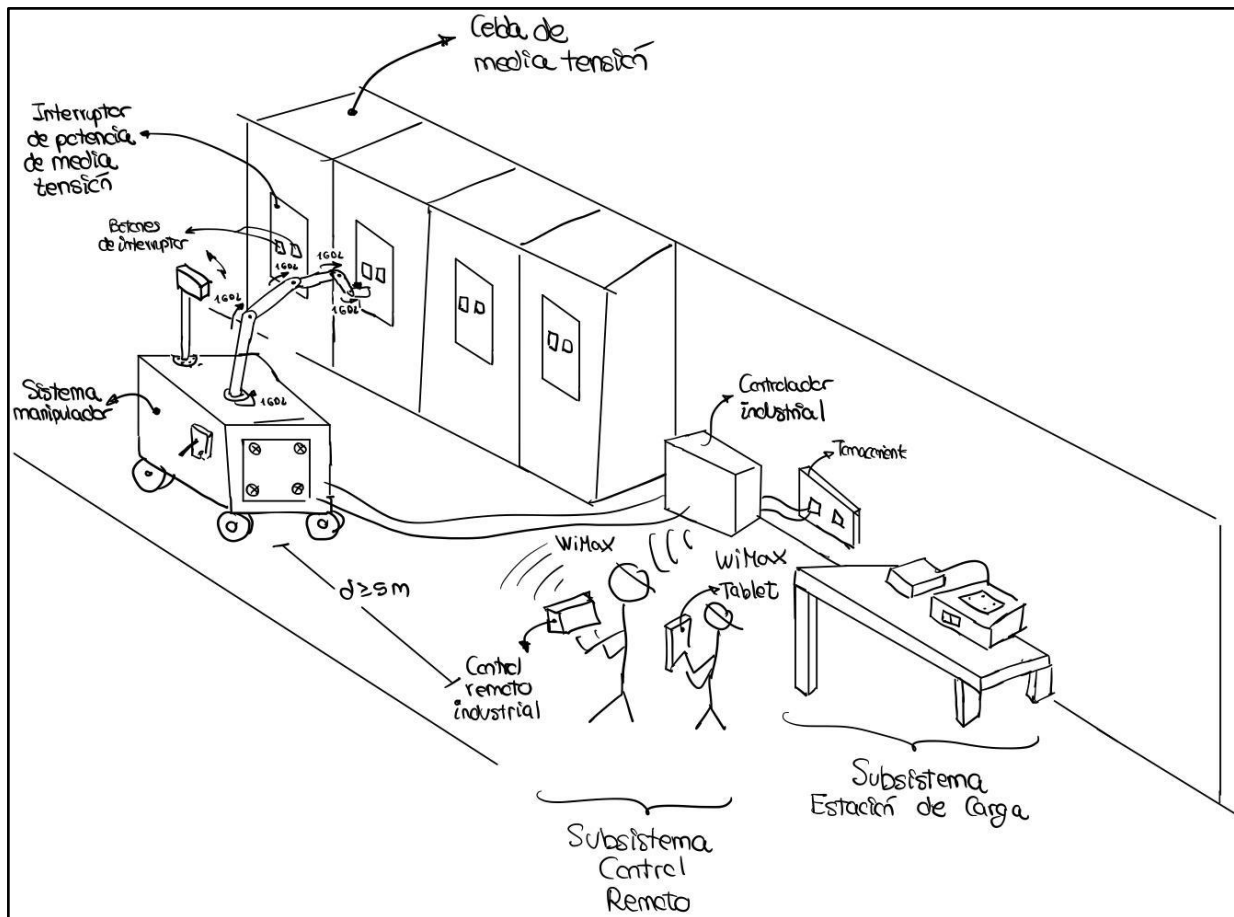 Celda de
media tensión
Interruptor
de potencia
de media
tensión
Botones
de interruptor
1GDL
1GDL
1GDL
1GDL
1GDL
Sistema
manipulador
Controlador
industrial
Tomacorriente
WiMax
WiMax
Tablet
d≥5m
Control
remoto
industrial
Subsistema
Estación de Carga
Subsistema
Control
Remoto